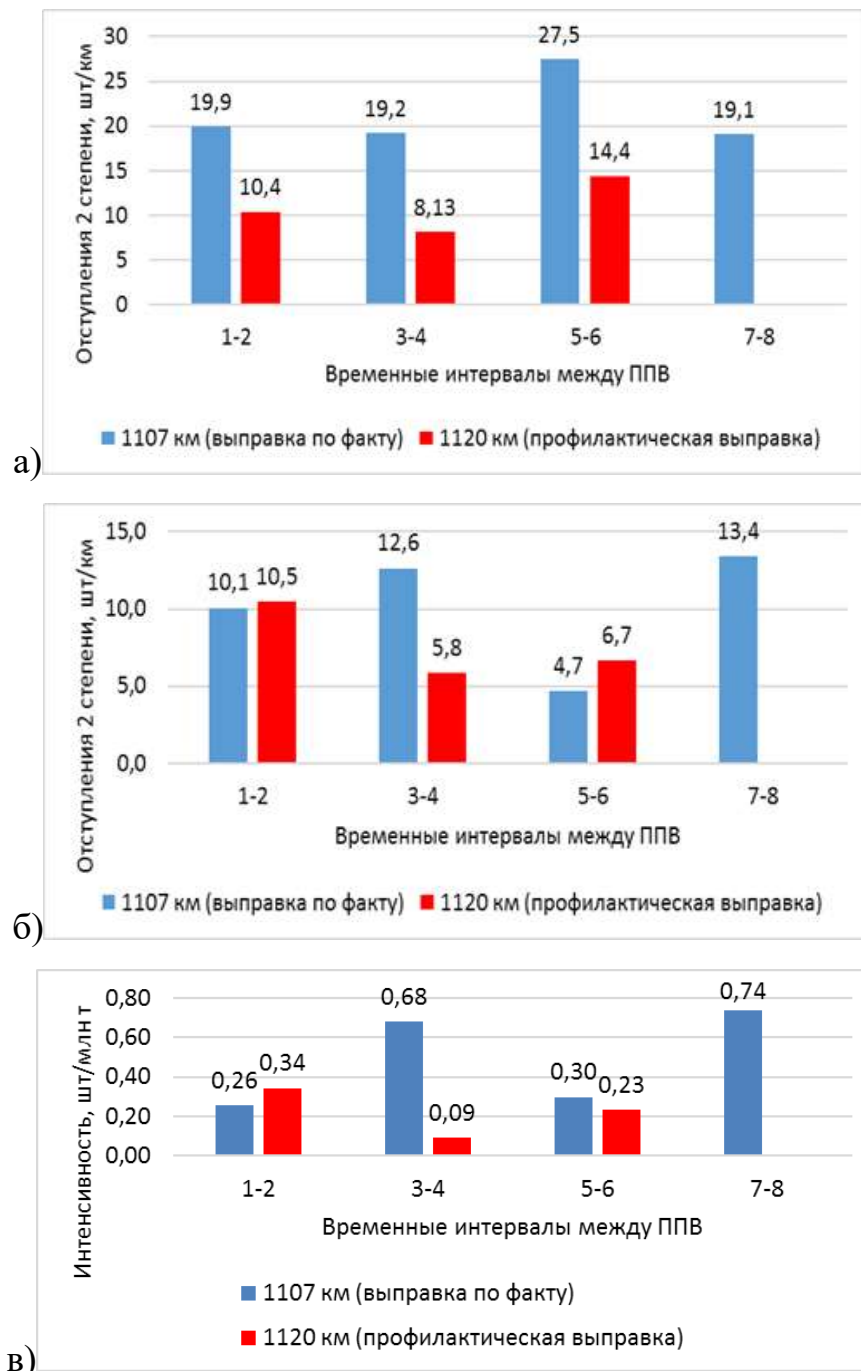 Отступления 2 степени, шт/км
30
25
20
15
10
5
0
19,9
10,4
19,2
8,13
27,5
14,4
19,1
1-2 3-4 5-6 7-8
Временные интервалы между ППВ
1107 км (выправка по факту) 1120 км (профилактическая выправка)
а)
Отступления 2 степени, шт/км
15,0
10,0
5,0
0,0
10,1
10,5
12,6
5,8
4,7
6,7
13,4
1-2 3-4 5-6 7-8
Временные интервалы между ППВ
1107 км (выправка по факту) 1120 км (профилактическая выправка)
б)
Интенсивность, шт/млн т
0,80
0,60
0,40
0,20
0,00
0,26
0,34
0,68
0,09
0,30
0,23
0,74
1-2 3-4 5-6 7-8
Временные интервалы между ППВ
1107 км (выправка по факту)
1120 км (профилактическая выправка)
в)